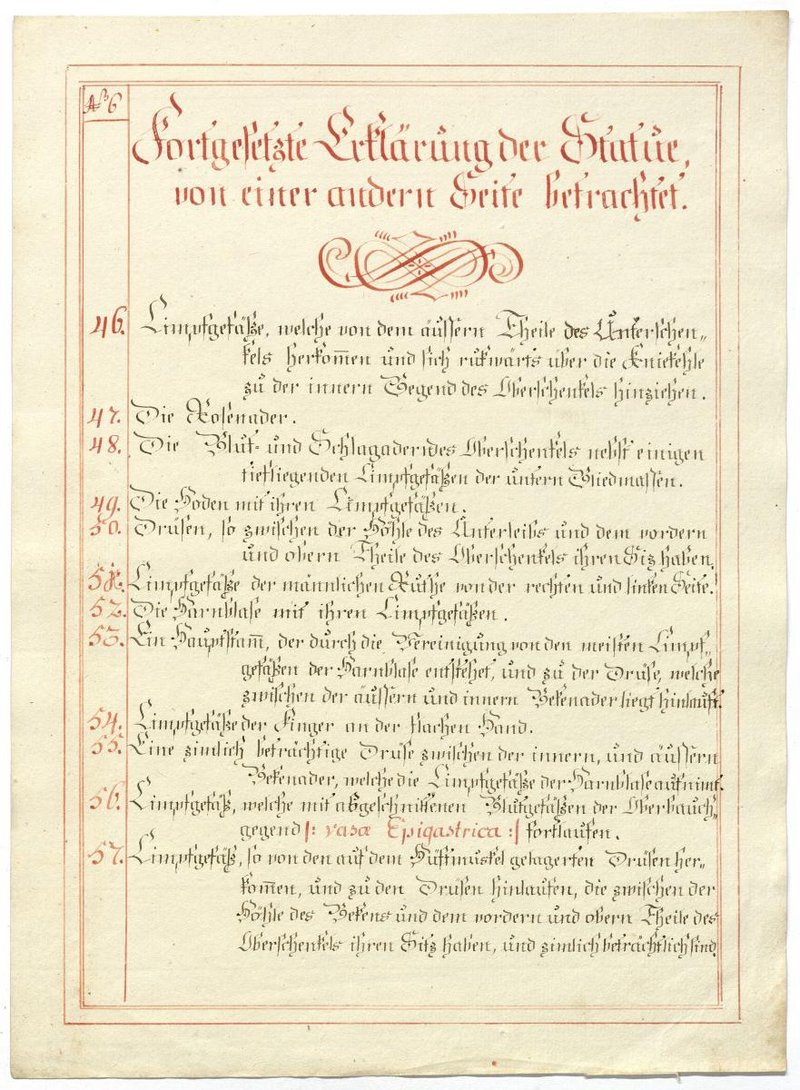 № 6
Fortgesetzte Erklärung der Statue,
von einer andern Seite betrachtet.
46. Limpfgefäße, welche von dem äussern Theile des Unterschen„
kels herkom̄en und sich rükwärts über die Kniekehle
zu der innern Gegend des Oberschenkels hinziehen.
47. Die Rosenader.
48. Die Blut- und Schlagader des Oberschenkels nebst einigen
tiefliegenden Limpfgefäßen der untern Gliedmassen.
49. Die Hoden mit ihren Limpfgefäßen.
50. Drüsen, so zwischen der Höhle des Unterleibs und dem vordern
und obern Theile des Oberschenkels ihren Siz haben.
51. Limpfgefäße der männlichen Ruthe von der rechten und linken Seite.
52. Die Harnblase mit ihren Limpfgefäßen.
53. Ein Hauptstam̄, der durch die Vereinigung von den meisten Limpf„
gefäßen der Harnblase entstehet, und zu der Drüse, welche
zwischen der äussern und innern Bekenader liegt hinlauft.
54. Limpfgefäße der Finger an der flachen Hand.
55. Eine zimlich beträchtige Drüse zwischen der innern, und äussern
Bekenader, welche die Limpfgefäße der Harnblase aufnimt.
56. Limpfgefäß, welche mit abgeschnittenen Blutgefäßen der Oberbauch„
gegend |: vasa Epigastrica :| fortlaufen.
57. Limpfgefäß, so von den auf dem Hüftmuskel gelagerten Drüsen her„
kom̄en, und zu den Drüsen hinlaufen, die zwischen der
Höhle des Bekens und dem vordern und obern Theile des
Oberschenkels ihren Sitz haben, und zimlich beträchtlich sind.